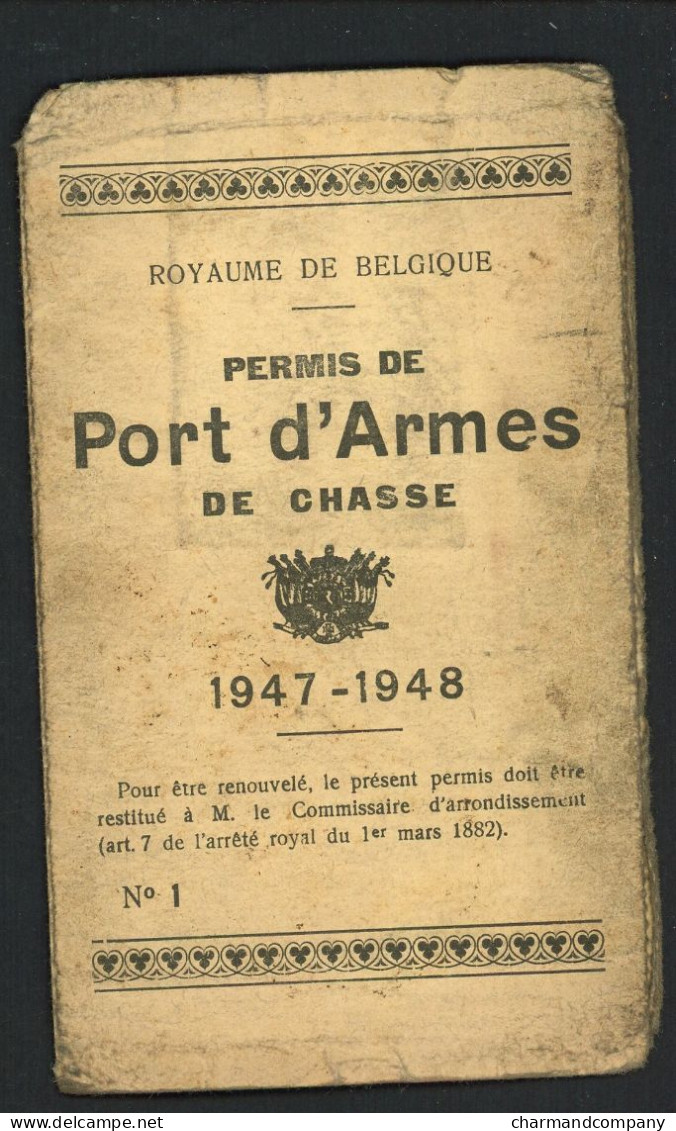 ROYAUME DE BELGIQUE
PERMIS DE
Port d'Armes
DE CHASSE
1947-1948
Pour être renouvelé, le présent permis doit être
restitué à M. le Commissaire d'arrondissement
(art. 7 de l'arrêté royal du 1er mars 1882).
No 1
delcampe.net
charmandcompany